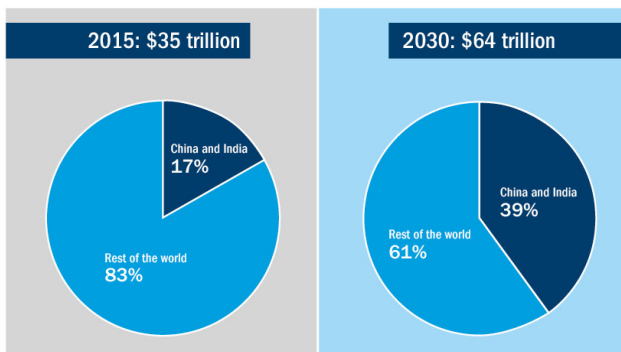 2015: $35 trillion
China and India
17%
Rest of the world
83%
2030: $64 trillion
China and India
39%
Rest of the world
61%